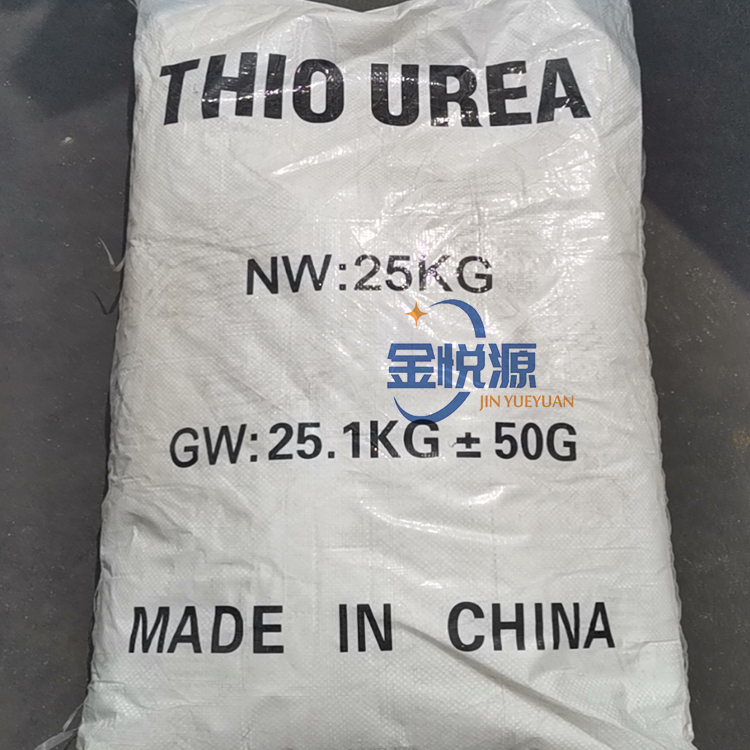 THIO UREA
NW:25KG
金悦源
JIN YUEYUAN
GW:25.1KG ± 50G
MADE IN CHINA